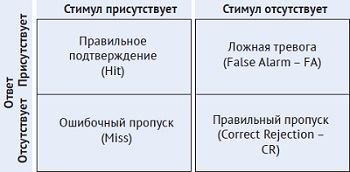 Стимул присутствует
Стимул отсутствует
Ответ
Присутствует
Правильное
подтверждение
(Hit)
Ложная тревога
(False Alarm – FA)
Отсутствует
Ошибочный пропуск
(Miss)
Правильный пропуск
(Correct Rejection –
CR)